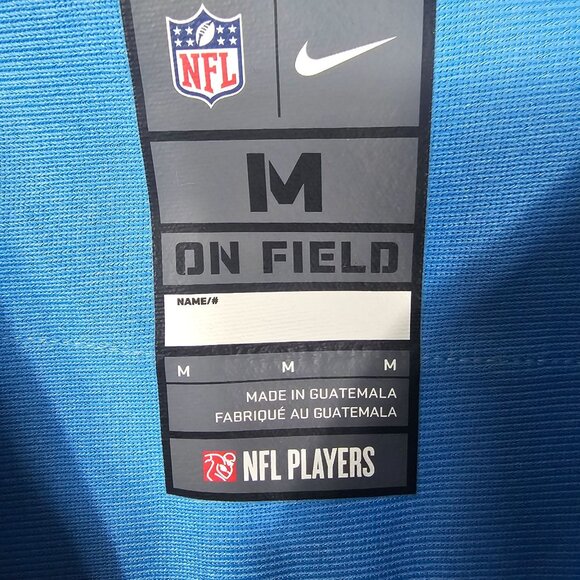 NFL
M
ON FIELD
NAME/#
M M M
MADE IN GUATEMALA
FABRIQUÉ AU GUATEMALA
NFL PLAYERS